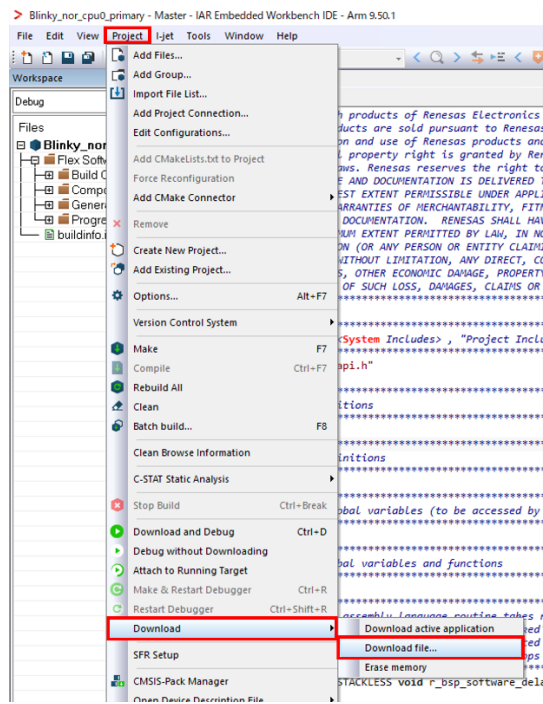 Blinky_nor_cpu0_primary - Master - IAR Embedded Workbench IDE - Arm 9.50.1
File Edit View Project I-jet Tools Window Help
Workspace
Debug
Files
Blinky_nor
Flex Softw
Build C
Compo
Genera
Progra
buildinfo.i
Add Files...
Add Group...
Import File List...
Add Project Connection...
Edit Configurations...
Add CMakeLists.txt to Project
Force Reconfiguration
Add CMake Connector
Remove
Create New Project...
Add Existing Project...
Options... Alt+F7
Version Control System
Make F7
Compile Ctrl+F7
Rebuild All
Clean
Batch build... F8
Clean Browse Information
C-STAT Static Analysis
Stop Build Ctrl+Break
Download and Debug Ctrl+D
Debug without Downloading
Attach to Running Target
Make & Restart Debugger Ctrl+R
Restart Debugger Ctrl+Shift+R
Download
SFR Setup
CMSIS-Pack Manager
Open Device Description File
Download active application
Download file...
Erase memory
h products of Renesas Electronics
ducts are sold pursuant to Renesas
on and use of Renesas products and
l property right is granted by Ren
aws. Renesas reserves the right to
E AND DOCUMENTATION IS DELIVERED T
EST EXTENT PERMISSIBLE UNDER APPLI
ARRANTIES OF MERCHANTABILITY, FITN
DOCUMENTATION. RENESAS SHALL HAV
MUM EXTENT PERMITTED BY LAW, IN NO
ON (OR ANY PERSON OR ENTITY CLAIMI
WITHOUT LIMITATION, ANY DIRECT, CO
S, OTHER ECONOMIC DAMAGE, PROPERTY
OF SUCH LOSS, DAMAGES, CLAIMS OR
**********************************
**********************************
<System Includes> , "Project Inclu
**********************************
api.h"
**********************************
itions
**********************************
**********************************
initions
**********************************
**********************************
obal variables (to be accessed by
**********************************
**********************************
bal variables and functions
**********************************
**********************************
assembly language routine takes
STACKLESS void r_bsp_software_dela